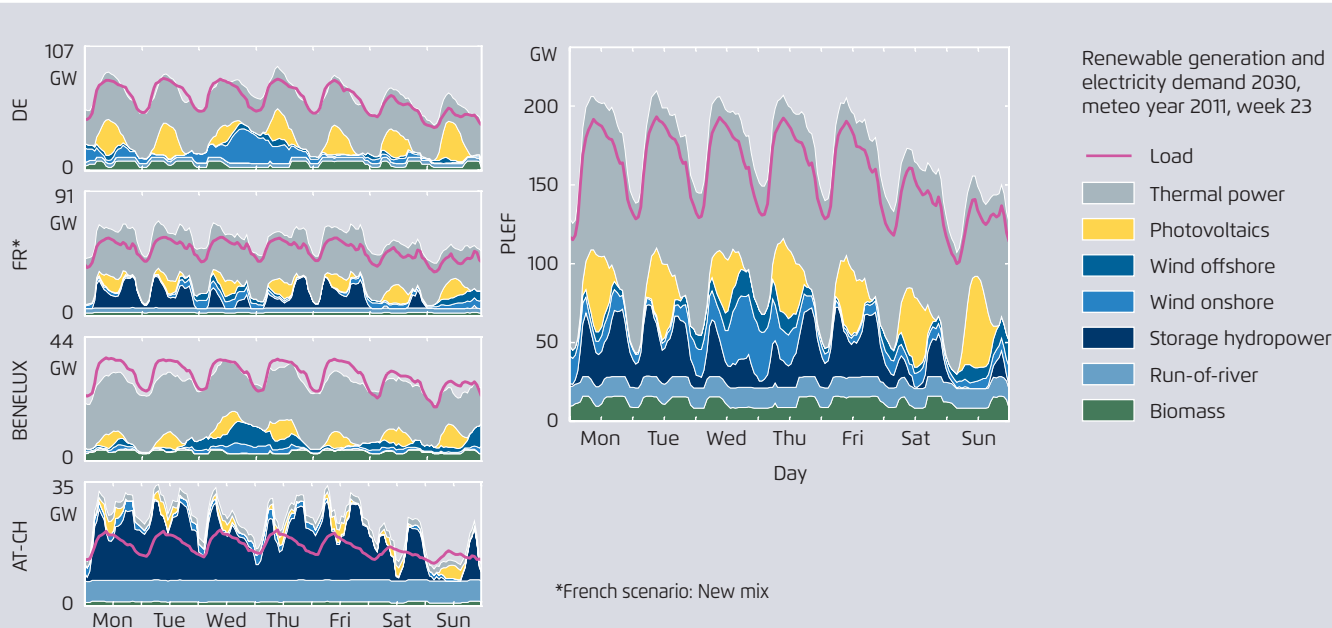 107
GW
0
DE
91
GW
0
FR*
44
GW
0
BENELUX
35
GW
0
AT-CH
Mon Tue Wed Thu Fri Sat Sun
GW
200
150
100
50
0
PLEF
Mon Tue Wed Thu Fri Sat Sun
Day
*French scenario: New mix
Renewable generation and
electricity demand 2030,
meteo year 2011, week 23
Load
Thermal power
Photovoltaics
Wind offshore
Wind onshore
Storage hydropower
Run-of-river
Biomass